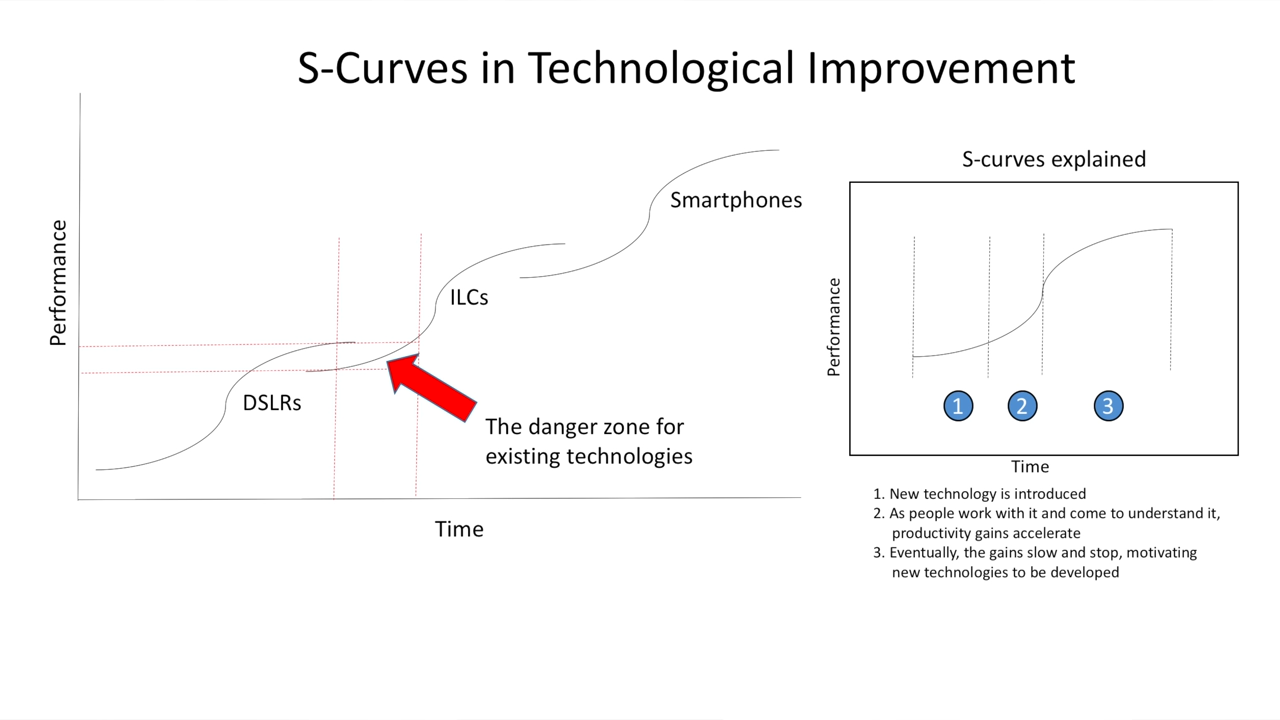 S-Curves in Technological Improvement
Performance
Smartphones
ILCs
DSLRs
The danger zone for
existing technologies
Time
S-curves explained
Performance
1 2 3
Time
1. New technology is introduced
2. As people work with it and come to understand it,
productivity gains accelerate
3. Eventually, the gains slow and stop, motivating
new technologies to be developed